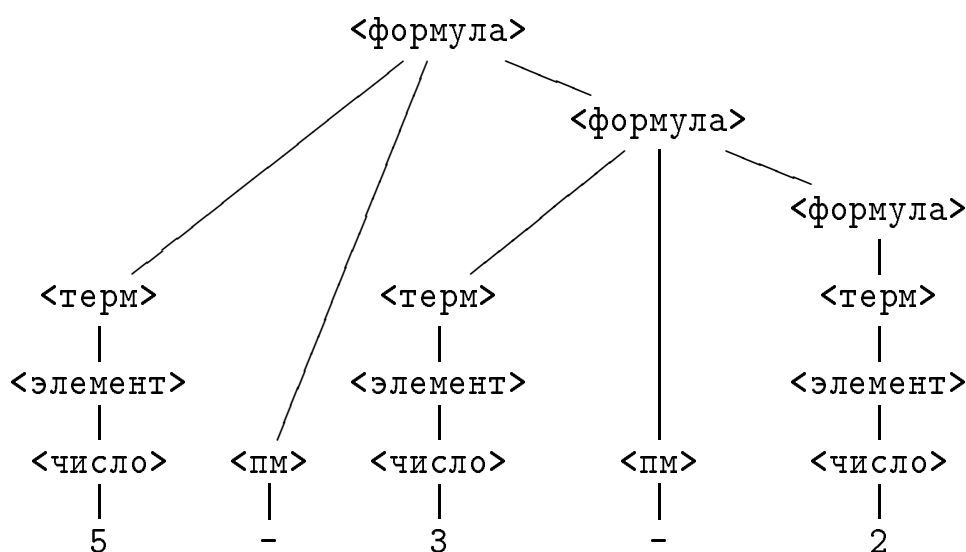 <формула>
<формула>
<формула>
<терм> <терм> <терм>
<элемент> <элемент> <элемент>
<число> <пм> <число> <пм> <число>
5 - 3 - 2